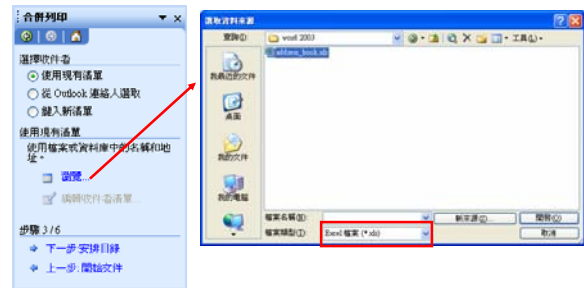 合併列印
選擇收件者
使用現有清單
從 Outlook 連絡人選取
鍵入新清單
使用現有清單
使用檔案或資料庫中的名稱和地
址。
瀏覽...
編輯收件者清單...
步驟 3/6
下一步:安排目錄
上一步:開始文件
選取資料來源
查詢(I):
word 2003
工具(L)
address_book.xls
我最近的文件
桌面
我的文件
我的電腦
檔案名稱(N):
新來源(S)...
開啟(O)
檔案類型(T):
Excel 檔案 (*.xls)
取消